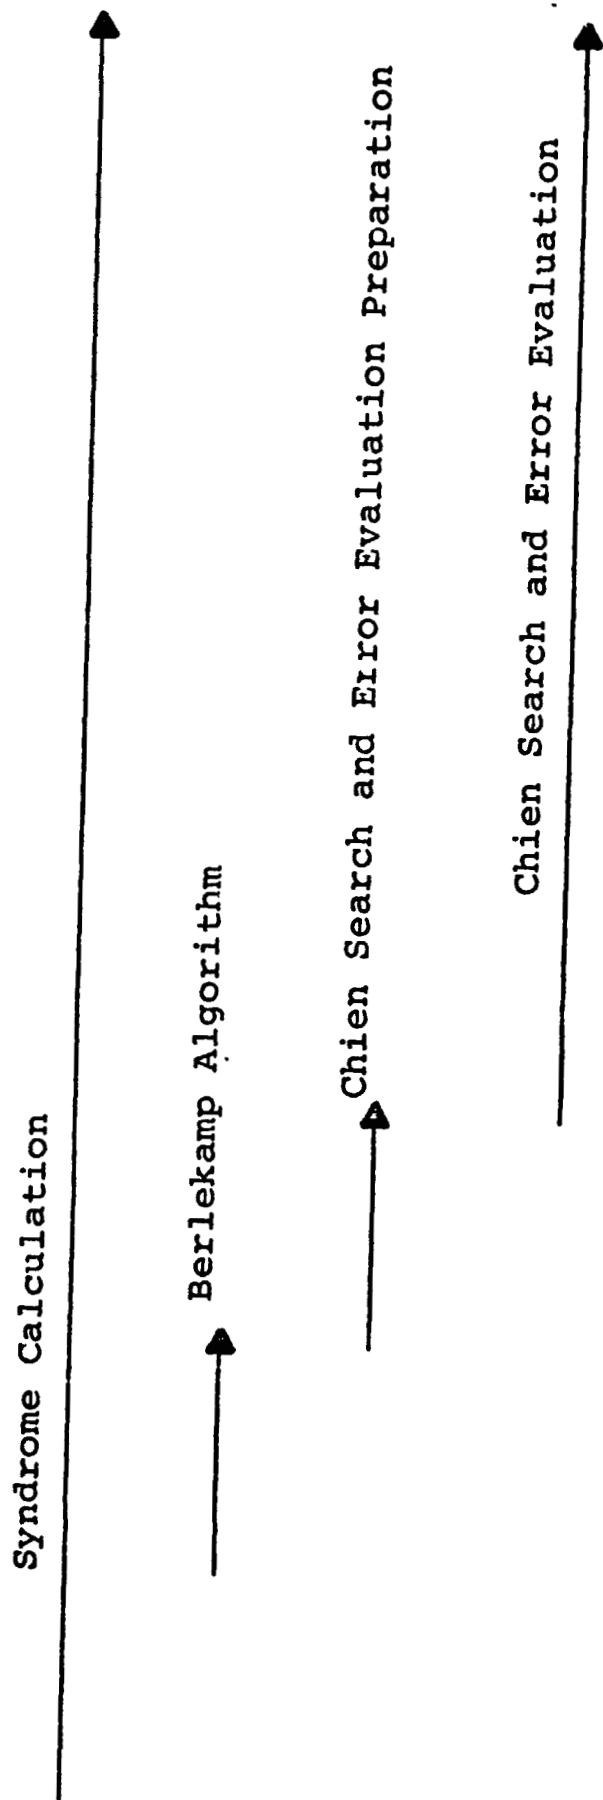 Syndrome Calculation
Berlekamp Algorithm
Chien Search and Error Evaluation Preparation
Chien Search and Error Evaluation